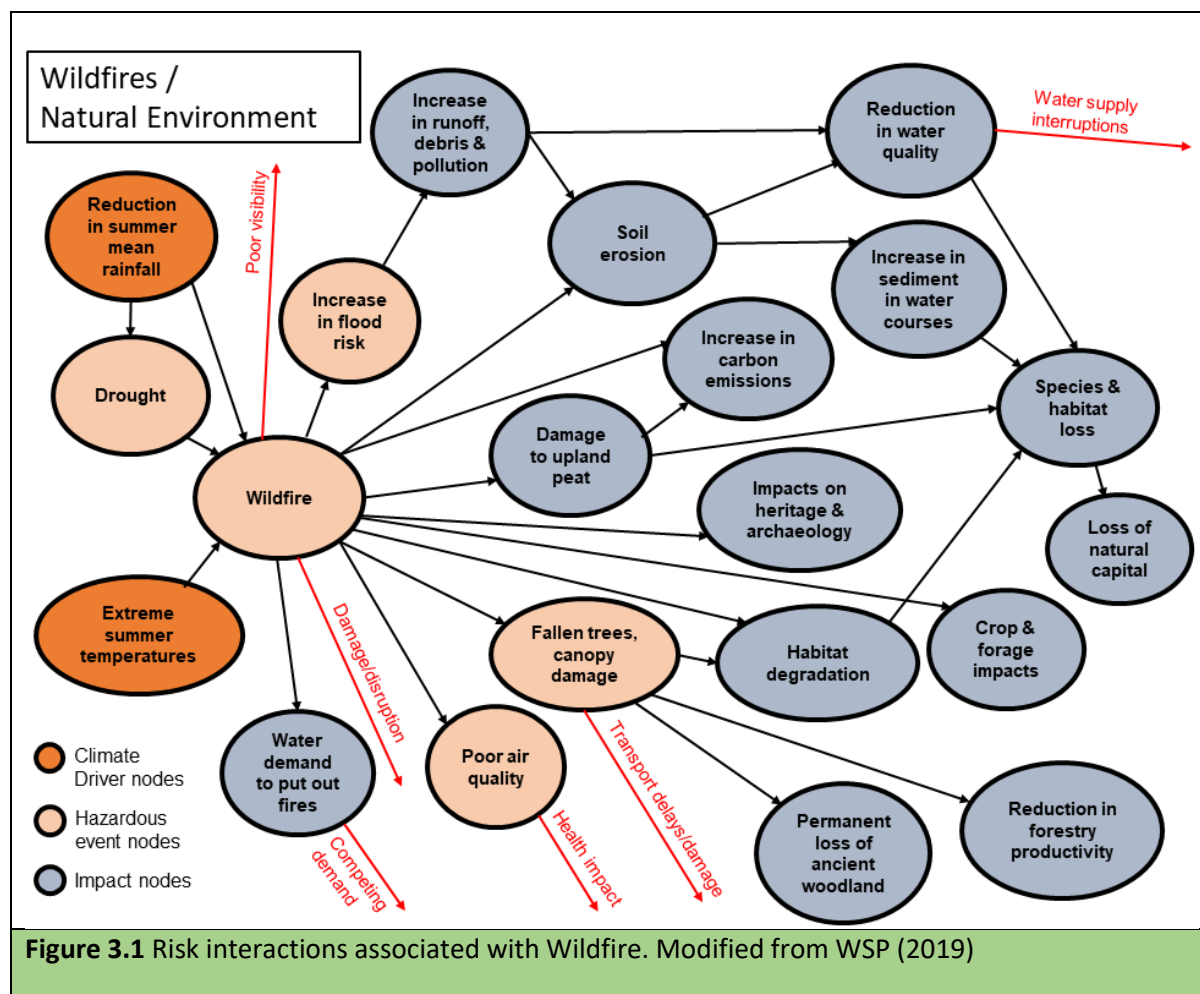 Wildfires /
Natural Environment
Increase
in runoff,
debris &
pollution
Reduction
in water
quality
Water supply
interruptions
Reduction
in summer
mean
rainfall
Poor visibility
Soil
erosion
Increase in
sediment
in water
courses
Increase
in flood
risk
Increase in
carbon
emissions
Drought
Species &
habitat
loss
Damage
to upland
peat
Wildfire
Impacts on
heritage &
archaeology
Loss of
natural
capital
Extreme
summer
temperatures
Damage/disruption
Fallen trees,
canopy
damage
Habitat
degradation
Crop &
forage
impacts
Climate
Driver nodes
Hazardous
event nodes
Impact nodes
Water
demand
to put out
fires
Poor air
quality
Transport delays/damage
Competing
demand
Health impact
Permanent
loss of
ancient
woodland
Reduction in
forestry
productivity
Figure 3.1 Risk interactions associated with Wildfire. Modified from WSP (2019)